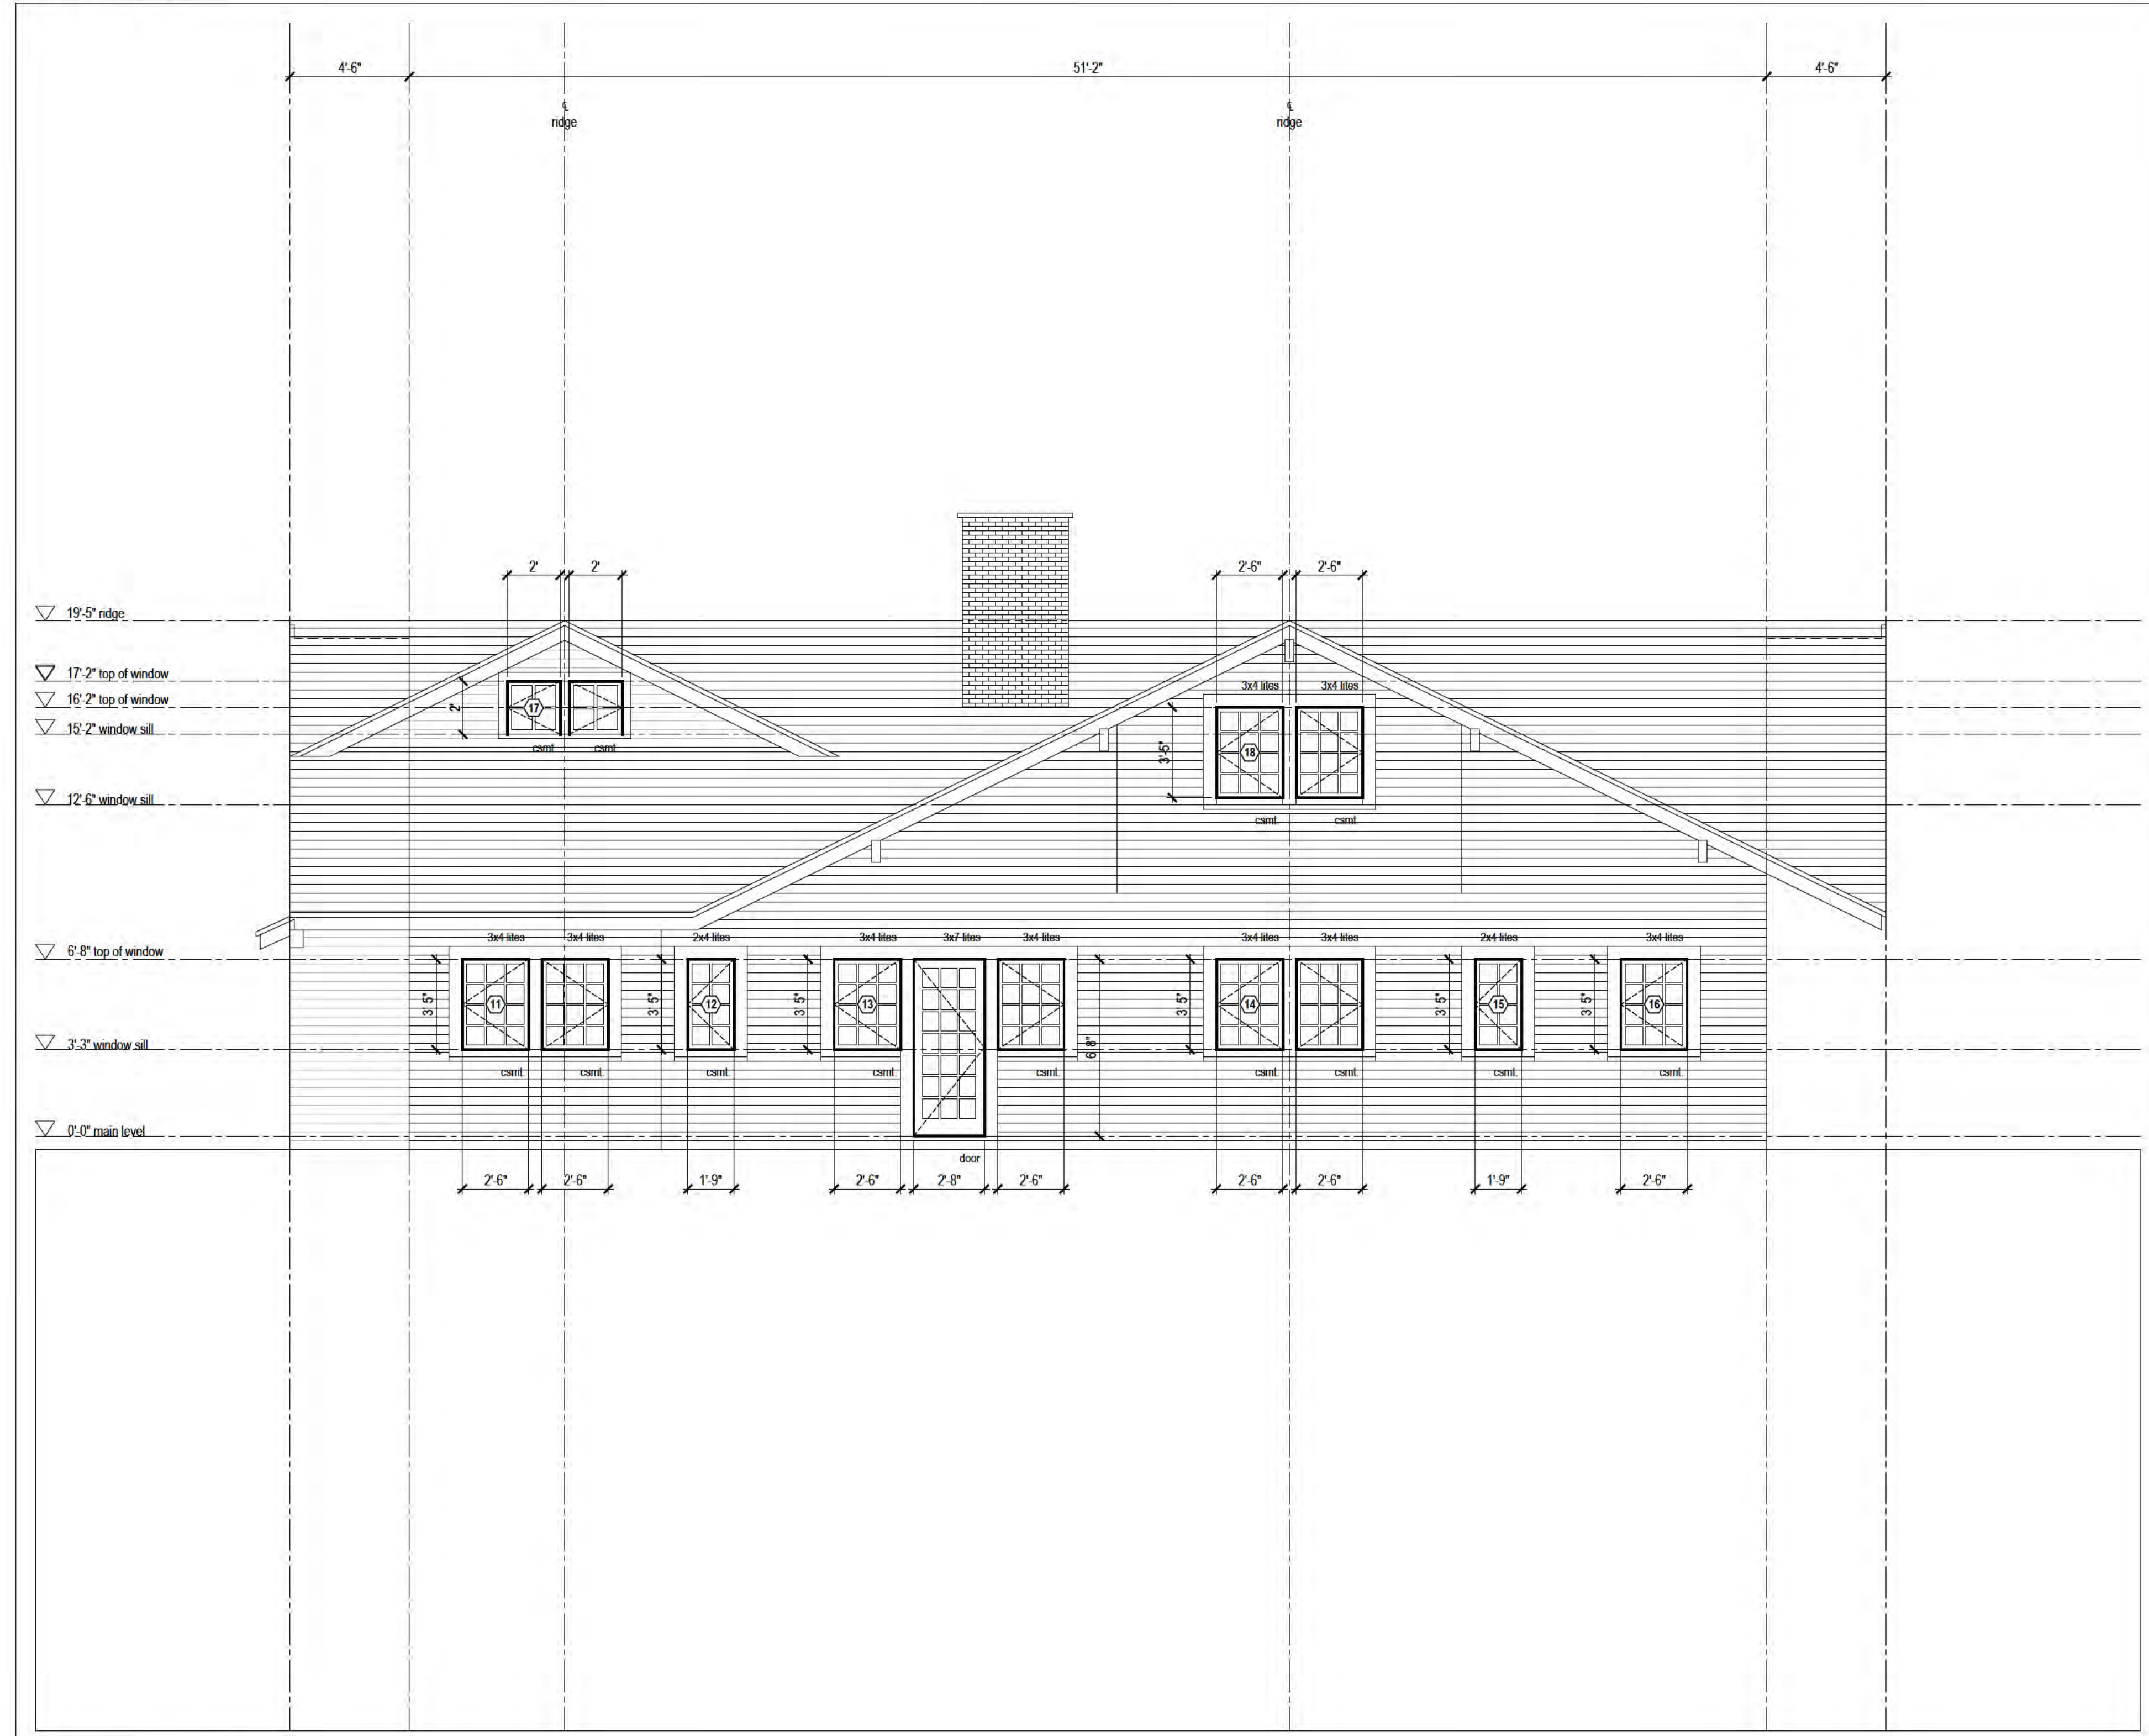 4'-6"
51'-2"
4'-6"
℄
ridge
℄
ridge
2'
2'
2'-6"
2'-6"
19'-5" ridge
17'-2" top of window
16'-2" top of window
15'-2" window sill
12'-6" window sill
2'
17
csmt
csmt
3x4 lites
3x4 lites
3'-5"
18
csmt.
csmt.
6'-8" top of window
3x4 lites
3x4 lites
2x4 lites
3x4 lites
3x7 lites
3x4 lites
3x4 lites
3x4 lites
2x4 lites
3x4 lites
3'-5"
11
3'-5"
12
3'-5"
13
3'-5"
14
3'-5"
15
3'-5"
16
6'-8"
3'-3" window sill
csmt.
csmt.
csmt.
csmt.
csmt.
csmt.
csmt.
csmt.
csmt.
0'-0" main level
door
2'-6"
2'-6"
1'-9"
2'-6"
2'-8"
2'-6"
2'-6"
2'-6"
1'-9"
2'-6"